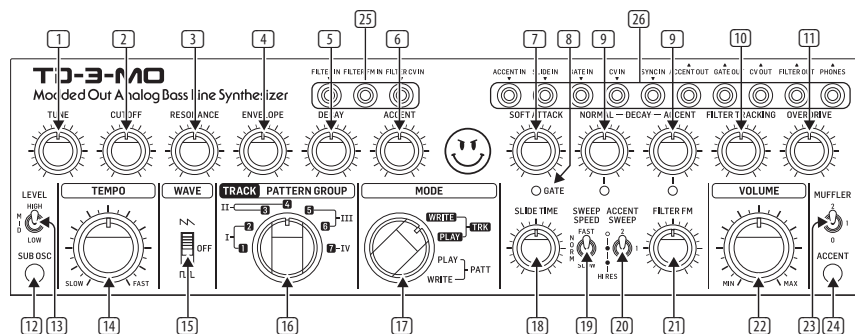 1 2 3 4 5 25 6 7 8 9 26 9 10 11
TD-3-MO
Modded Out Analog Bass Line Synthesizer
FILTER IN FILTER FM IN FILTER CV IN
ACCENT IN SLIDE IN GATE IN CV IN SYNC IN ACCENT OUT GATE OUT CV OUT FILTER OUT PHONES
TUNE CUTOFF RESONANCE ENVELOPE DELAY ACCENT
SOFT ATTACK NORMAL — DECAY — ACCENT FILTER TRACKING OVERDRIVE
GATE
LEVEL
HIGH
MID
LOW
SUB OSC
TEMPO
SLOW FAST
WAVE
OFF
TRACK PATTERN GROUP
I II III IV
1 2 3 4 5 6 7
MODE
WRITE
PLAY
TRK
PLAY
WRITE
PATT
SLIDE TIME
SWEEP SPEED
FAST
NORM
SLOW
ACCENT SWEEP
2
1
HI RES
FILTER FM
VOLUME
MIN MAX
MUFFLER
2
1
0
ACCENT
12 13 14 15 16 17 18 19 20 21 22 23 24